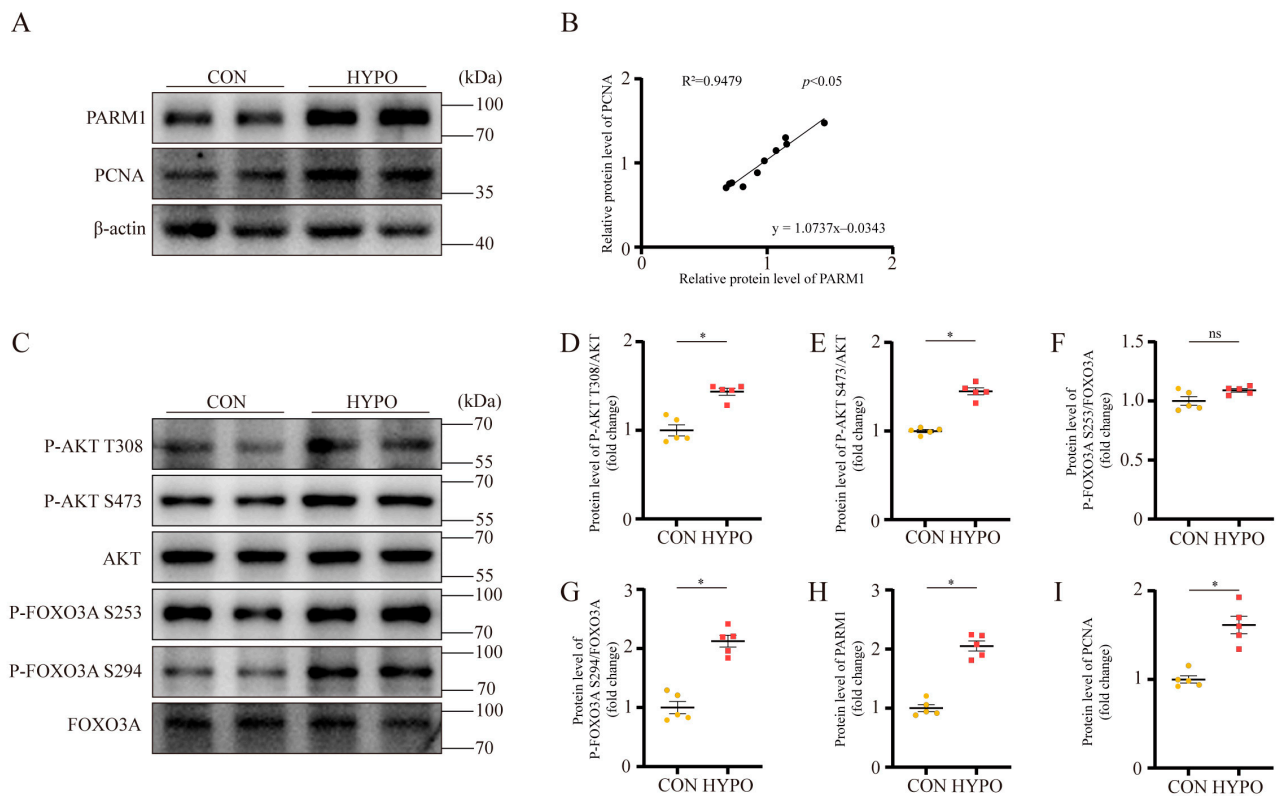 A
CON HYPO (kDa)
PARM1
100
70
PCNA
35
β-actin
40
B
R²=0.9479 p<0.05
2
1
0
Relative protein level of PCNA
y = 1.0737x–0.0343
0 1 2
Relative protein level of PARM1
C
CON HYPO (kDa)
P-AKT T308
70
55
P-AKT S473
70
55
AKT
70
55
P-FOXO3A S253
100
70
P-FOXO3A S294
100
70
FOXO3A
100
70
D
Protein level of P-AKT T308/AKT
(fold change)
2
1
0
*
CON HYPO
E
Protein level of P-AKT S473/AKT
(fold change)
2
1
0
*
CON HYPO
F
Protein level of
P-FOXO3A S253/FOXO3A
(fold change)
1.5
1.0
0.5
0
ns
CON HYPO
G
Protein level of
P-FOXO3A S294/FOXO3A
(fold change)
3
2
1
0
*
CON HYPO
H
Protein level of PARM1
(fold change)
3
2
1
0
*
CON HYPO
I
Protein level of PCNA
(fold change)
2
1
0
*
CON HYPO